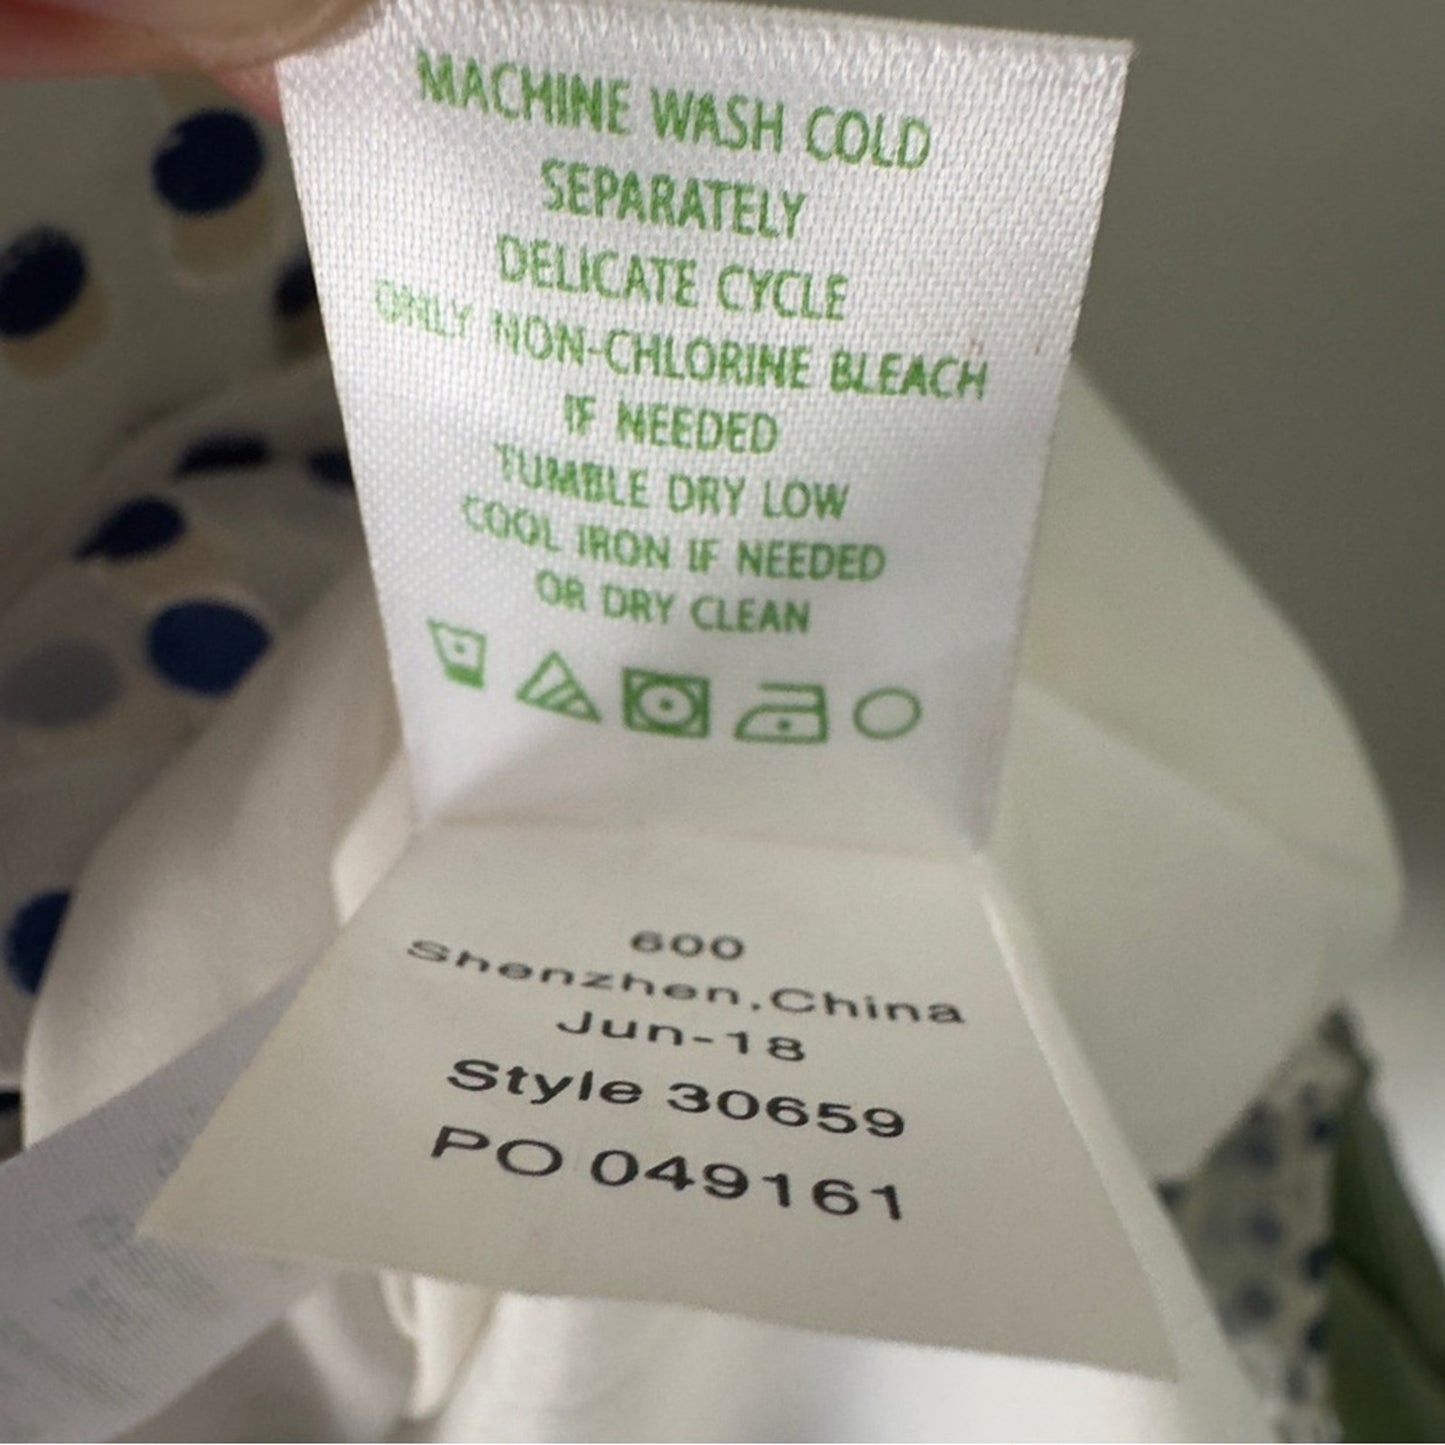 MACHINE WASH COLD
SEPARATELY
DELICATE CYCLE
ONLY NON-CHLORINE BLEACH
IF NEEDED
TUMBLE DRY LOW
COOL IRON IF NEEDED
OR DRY CLEAN
600
Shenzhen,China
Jun-18
Style 30659
PO 049161